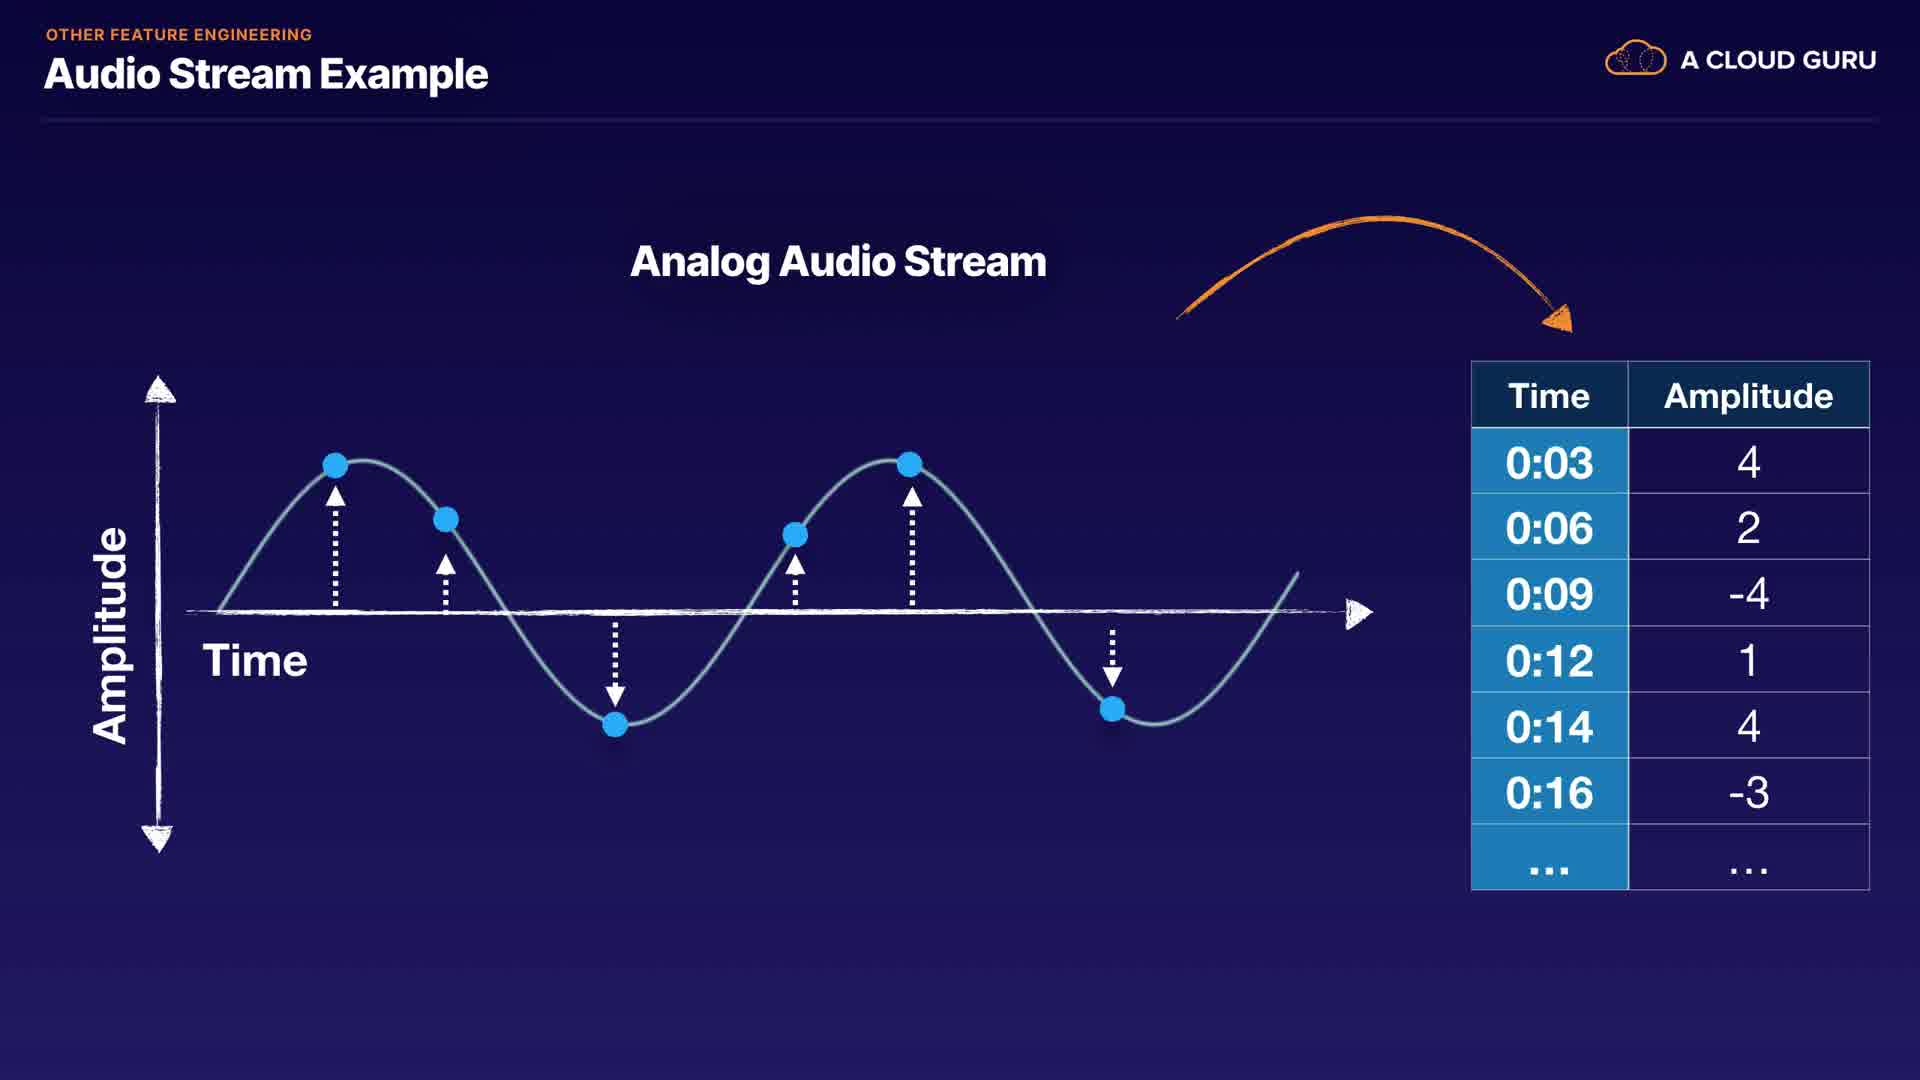 OTHER FEATURE ENGINEERING
Audio Stream Example
A CLOUD GURU
Analog Audio Stream
Amplitude
Time
Time Amplitude
0:03 4
0:06 2
0:09 -4
0:12 1
0:14 4
0:16 -3
... ...